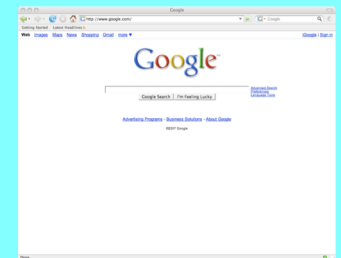 Google
http://www.google.com/
Google
Getting Started Latest Headlines
Web Images Maps News Shopping Gmail more ▼
iGoogle | Sign in
Google
Advanced Search
Preferences
Language Tools
Google Search I'm Feeling Lucky
Advertising Programs - Business Solutions - About Google
©2007 Google
Done